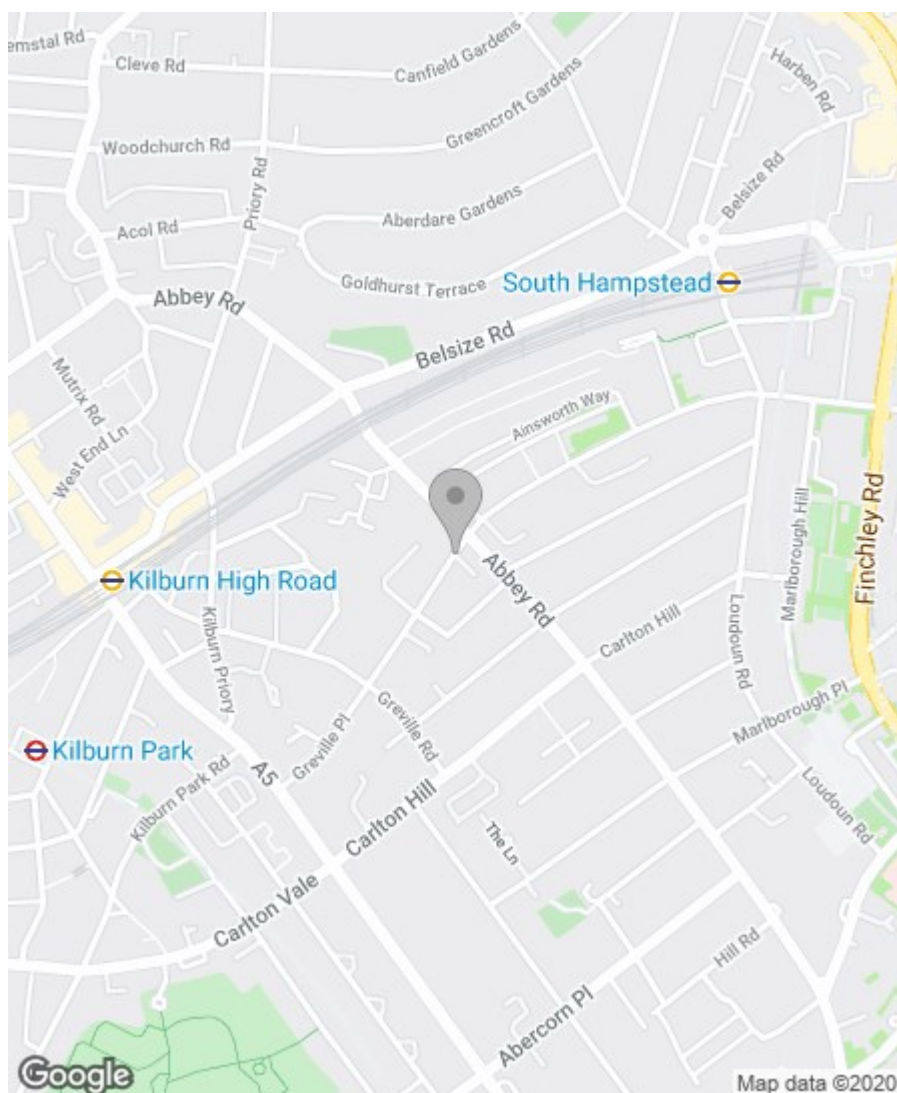 emstal Rd
Cleve Rd
Canfield Gardens
Harben Rd
Greencroft Gardens
Woodchurch Rd
Priory Rd
Belsize Rd
Aberdare Gardens
Acol Rd
Goldhurst Terrace
South Hampstead
Abbey Rd
Belsize Rd
Mutrix Rd
Ainsworth Way
West End Ln
Marlborough Hill
Finchley Rd
Kilburn High Road
Abbey Rd
Carlton Hill
Loudoun Rd
Kilburn Priory
Greville Rd
Marlborough Pl
Greville Pl
Kilburn Park
A5
Kilburn Park Rd
Loudoun Rd
Carlton Hill
The Ln
Carlton Vale
Hill Rd
Abercorn Pl
Google
Map data ©2020